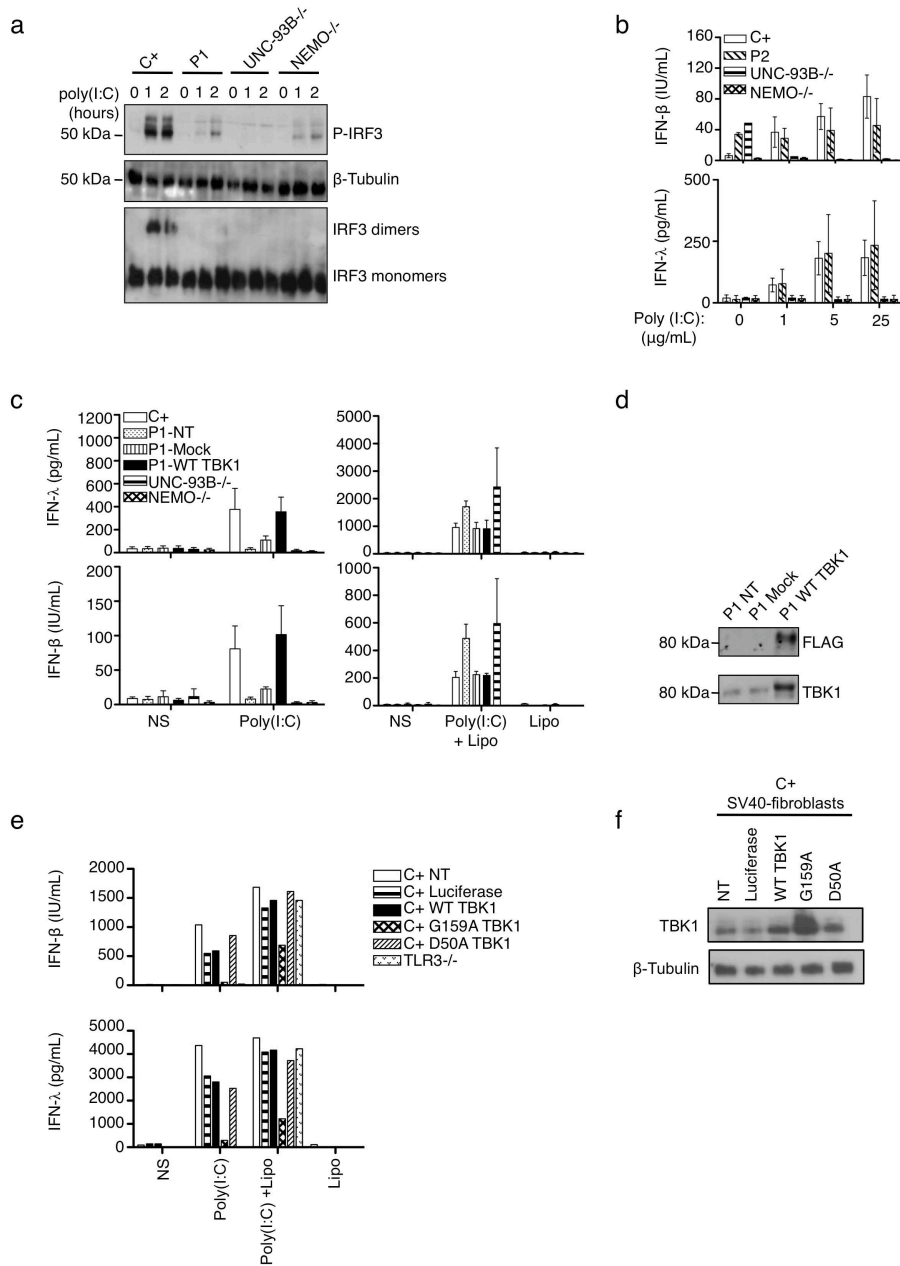 a
C+ P1 UNC-93B-/- NEMO-/-
poly(I:C) 0 1 2 0 1 2 0 1 2 0 1 2
(hours)
50 kDa P-IRF3
50 kDa β-Tubulin
IRF3 dimers
IRF3 monomers
b
IFN-β (IU/mL)
160
120
80
40
0
C+
P2
UNC-93B-/-
NEMO-/-
IFN-λ (pg/mL)
500
250
0
Poly (I:C): 0 1 5 25
(μg/mL)
c
IFN-λ (pg/mL)
1200
1000
800
600
400
200
0
C+
P1-NT
P1-Mock
P1-WT TBK1
UNC-93B-/-
NEMO-/-
5000
4000
3000
2000
1000
0
IFN-β (IU/mL)
200
150
100
50
0
NS Poly(I:C)
1000
800
600
400
200
0
NS Poly(I:C) Lipo
+ Lipo
d
P1 NT P1 Mock P1 WT TBK1
80 kDa FLAG
80 kDa TBK1
e
IFN-β (IU/mL)
2000
1500
1000
500
0
C+ NT
C+ Luciferase
C+ WT TBK1
C+ G159A TBK1
C+ D50A TBK1
TLR3-/-
IFN-λ (pg/mL)
5000
4000
3000
2000
1000
0
NS Poly(I:C) Poly(I:C) +Lipo Lipo
f
C+
SV40-fibroblasts
NT Luciferase WT TBK1 G159A D50A
TBK1
β-Tubulin